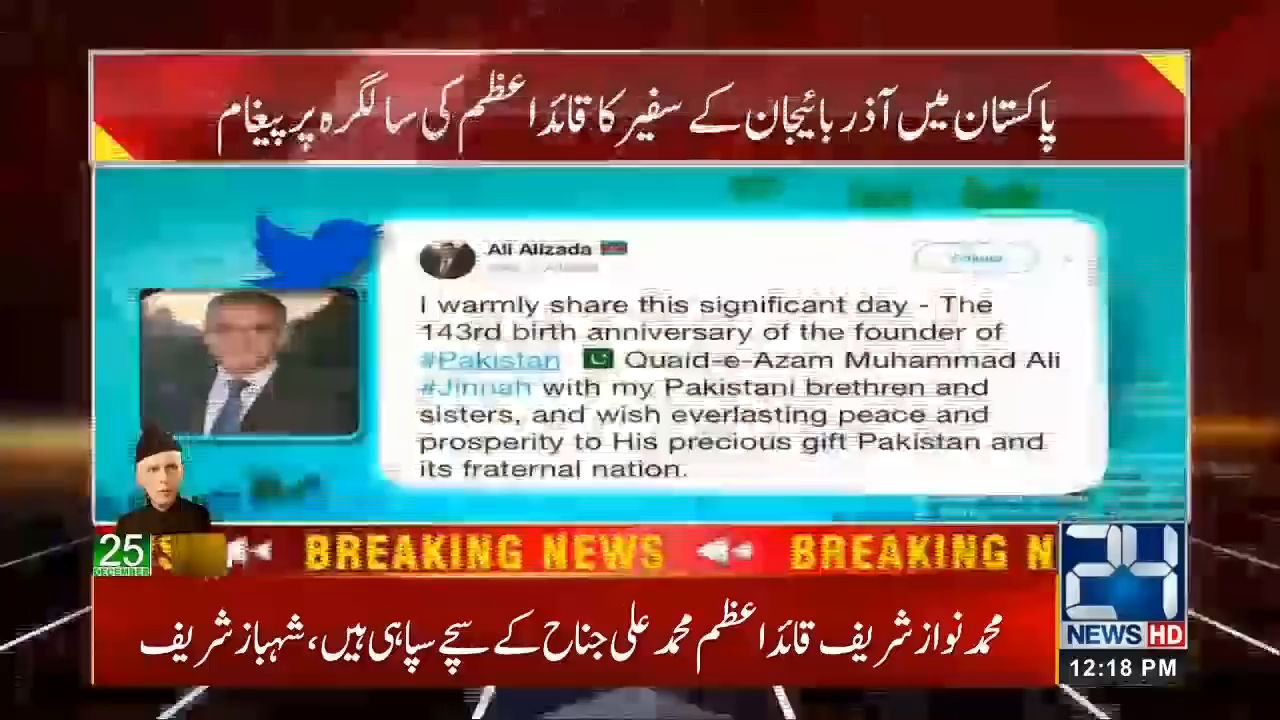 پاکستان میں آذربائیجان کے سفیر کا قائداعظم کی سالگرہ پر پیغام
Ali Alizada
I warmly share this significant day - The
143rd birth anniversary of the founder of
#Pakistan Quaid-e-Azam Muhammad Ali
#Jinnah with my Pakistani brethren and
sisters, and wish everlasting peace and
prosperity to His precious gift Pakistan and
its fraternal nation.
25
DECEMBER
BREAKING NEWS
BREAKING N
24
NEWS HD
محمد نواز شریف قائداعظم محمد علی جناح کے سچے سپاہی ہیں، شہباز شریف
12:18 PM